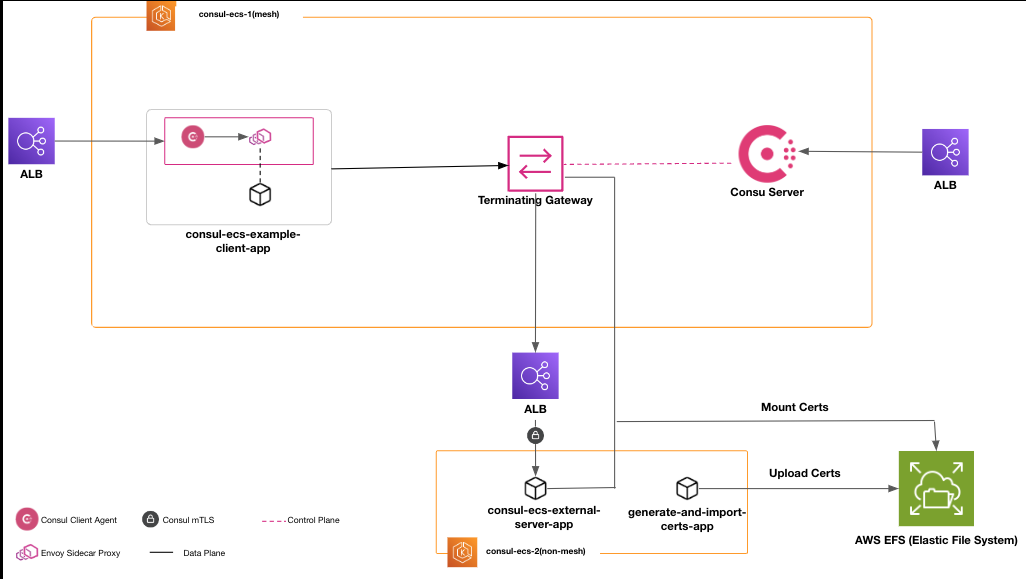 consul-ecs-1(mesh)
ALB
consul-ecs-example-
client-app
Terminating Gateway
Consu Server
ALB
ALB
Mount Certs
Upload Certs
consul-ecs-external-
server-app
generate-and-import-
certs-app
AWS EFS (Elastic File System)
consul-ecs-2(non-mesh)
Consul Client Agent
Consul mTLS
Control Plane
Envoy Sidecar Proxy
Data Plane